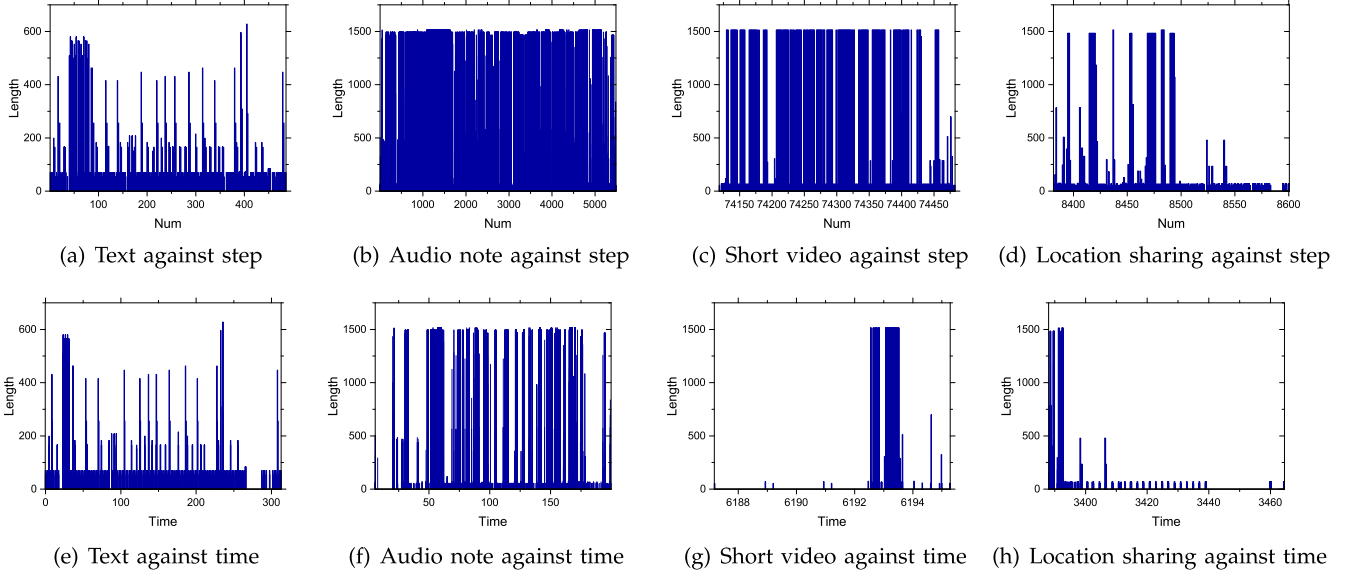 600
400
200
0
Length
100 200 300 400
Num
(a) Text against step
1500
1000
500
0
Length
1000 2000 3000 4000 5000
Num
(b) Audio note against step
1500
1000
500
0
Length
74150 74200 74250 74300 74350 74400 74450
Num
(c) Short video against step
1500
1000
500
0
Length
8400 8450 8500 8550 8600
Num
(d) Location sharing against step
600
400
200
0
Length
0 100 200 300
Time
(e) Text against time
1500
1000
500
0
Length
50 100 150
Time
(f) Audio note against time
1500
1000
500
0
Length
6188 6190 6192 6194
Time
(g) Short video against time
1500
1000
500
0
Length
3400 3420 3440 3460
Time
(h) Location sharing against time